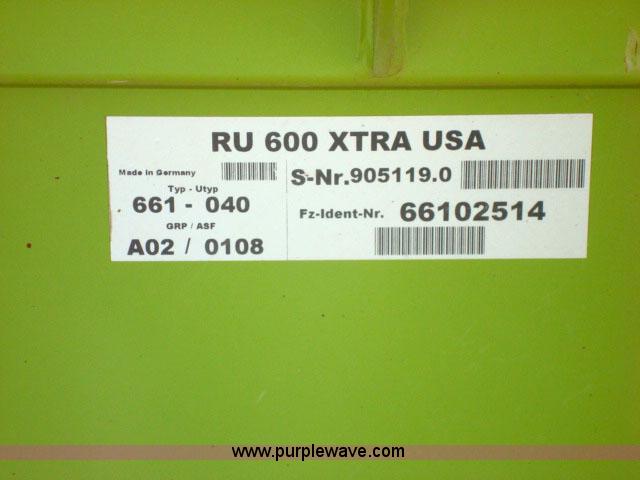 RU 600 XTRA USA
Made in Germany
Typ - Utyp
661 - 040
GRP / ASF
A02 / 0108
S-Nr.905119.0
Fz-Ident-Nr. 66102514
www.purplewave.com